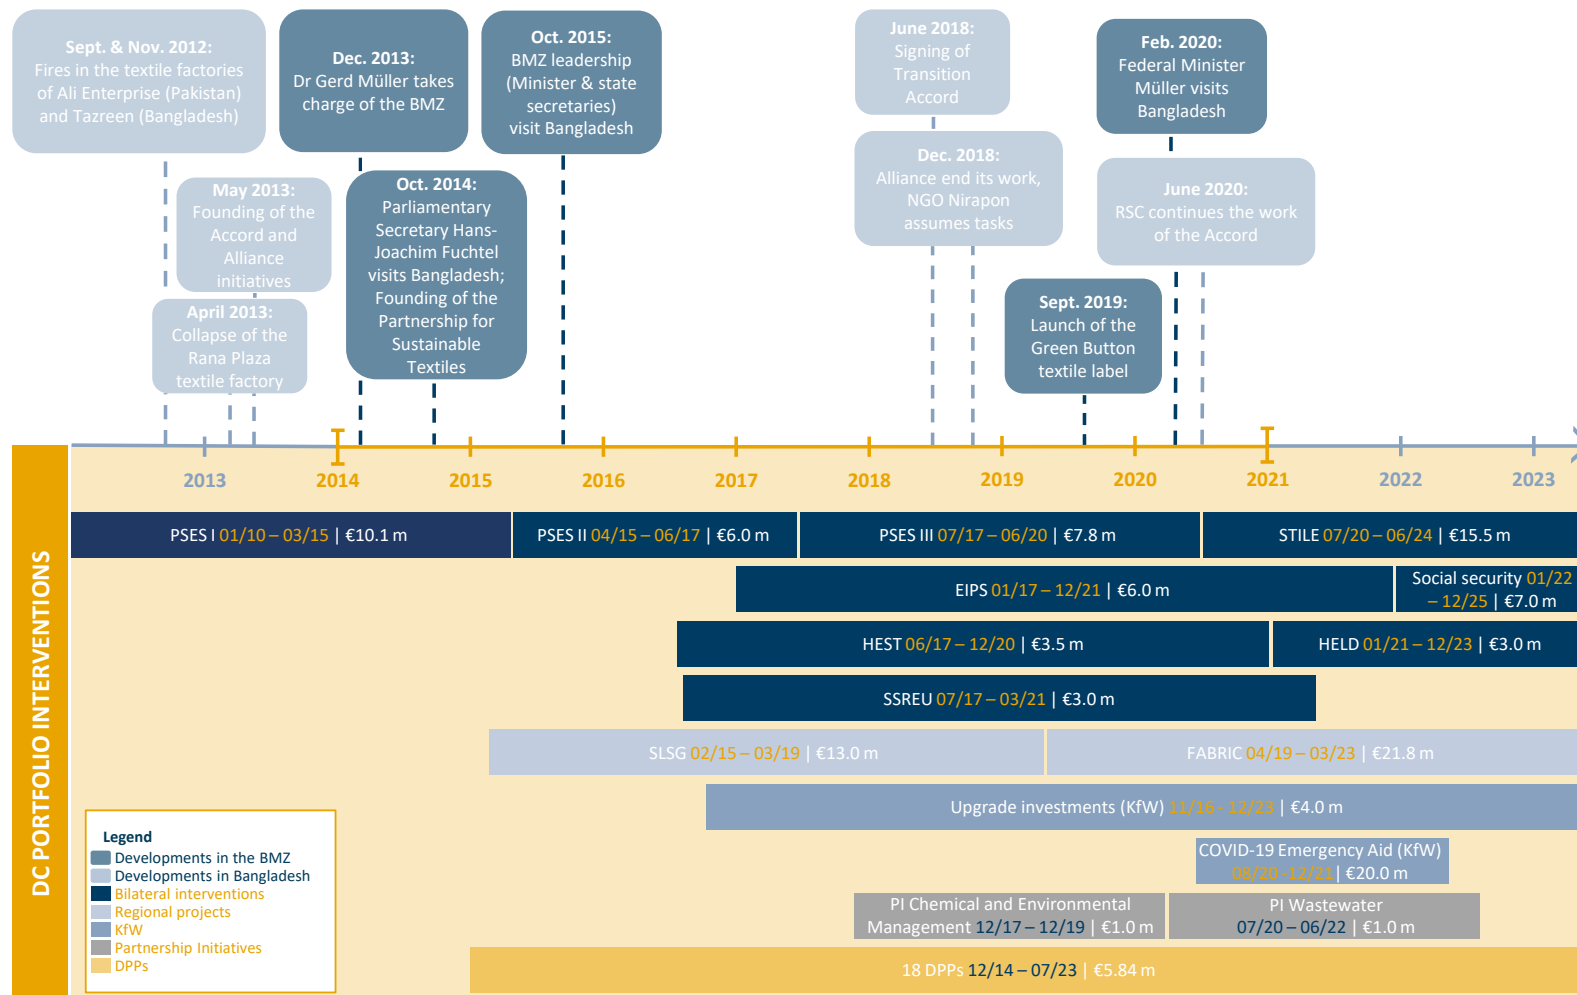 Sept. & Nov. 2012:
Fires in the textile factories
of Ali Enterprise (Pakistan)
and Tazreen (Bangladesh)
Dec. 2013:
Dr Gerd Müller takes
charge of the BMZ
Oct. 2015:
BMZ leadership
(Minister & state
secretaries)
visit Bangladesh
June 2018:
Signing of
Transition
Accord
Feb. 2020:
Federal Minister
Müller visits
Bangladesh
May 2013:
Founding of the
Accord and
Alliance
initiatives
Oct. 2014:
Parliamentary
Secretary Hans-
Joachim Fuchtel
visits Bangladesh;
Founding of the
Partnership for
Sustainable
Textiles
Dec. 2018:
Alliance end its work,
NGO Nirapon
assumes tasks
June 2020:
RSC continues the work
of the Accord
April 2013:
Collapse of the
Rana Plaza
textile factory
Sept. 2019:
Launch of the
Green Button
textile label
2013 2014 2015 2016 2017 2018 2019 2020 2021 2022 2023
DC PORTFOLIO INTERVENTIONS
PSES I 01/10 – 03/15 | €10.1 m
PSES II 04/15 – 06/17 | €6.0 m
PSES III 07/17 – 06/20 | €7.8 m
STILE 07/20 – 06/24 | €15.5 m
EIPS 01/17 – 12/21 | €6.0 m
Social security 01/22
– 12/25 | €7.0 m
HEST 06/17 – 12/20 | €3.5 m
HELD 01/21 – 12/23 | €3.0 m
SSREU 07/17 – 03/21 | €3.0 m
SLSG 02/15 – 03/19 | €13.0 m
FABRIC 04/19 – 03/23 | €21.8 m
Upgrade investments (KfW) 11/16 - 12/23 | €4.0 m
COVID-19 Emergency Aid (KfW)
08/20 -12/21 | €20.0 m
PI Chemical and Environmental
Management 12/17 – 12/19 | €1.0 m
PI Wastewater
07/20 – 06/22 | €1.0 m
18 DPPs 12/14 – 07/23 | €5.84 m
Legend
Developments in the BMZ
Developments in Bangladesh
Bilateral interventions
Regional projects
KfW
Partnership Initiatives
DPPs